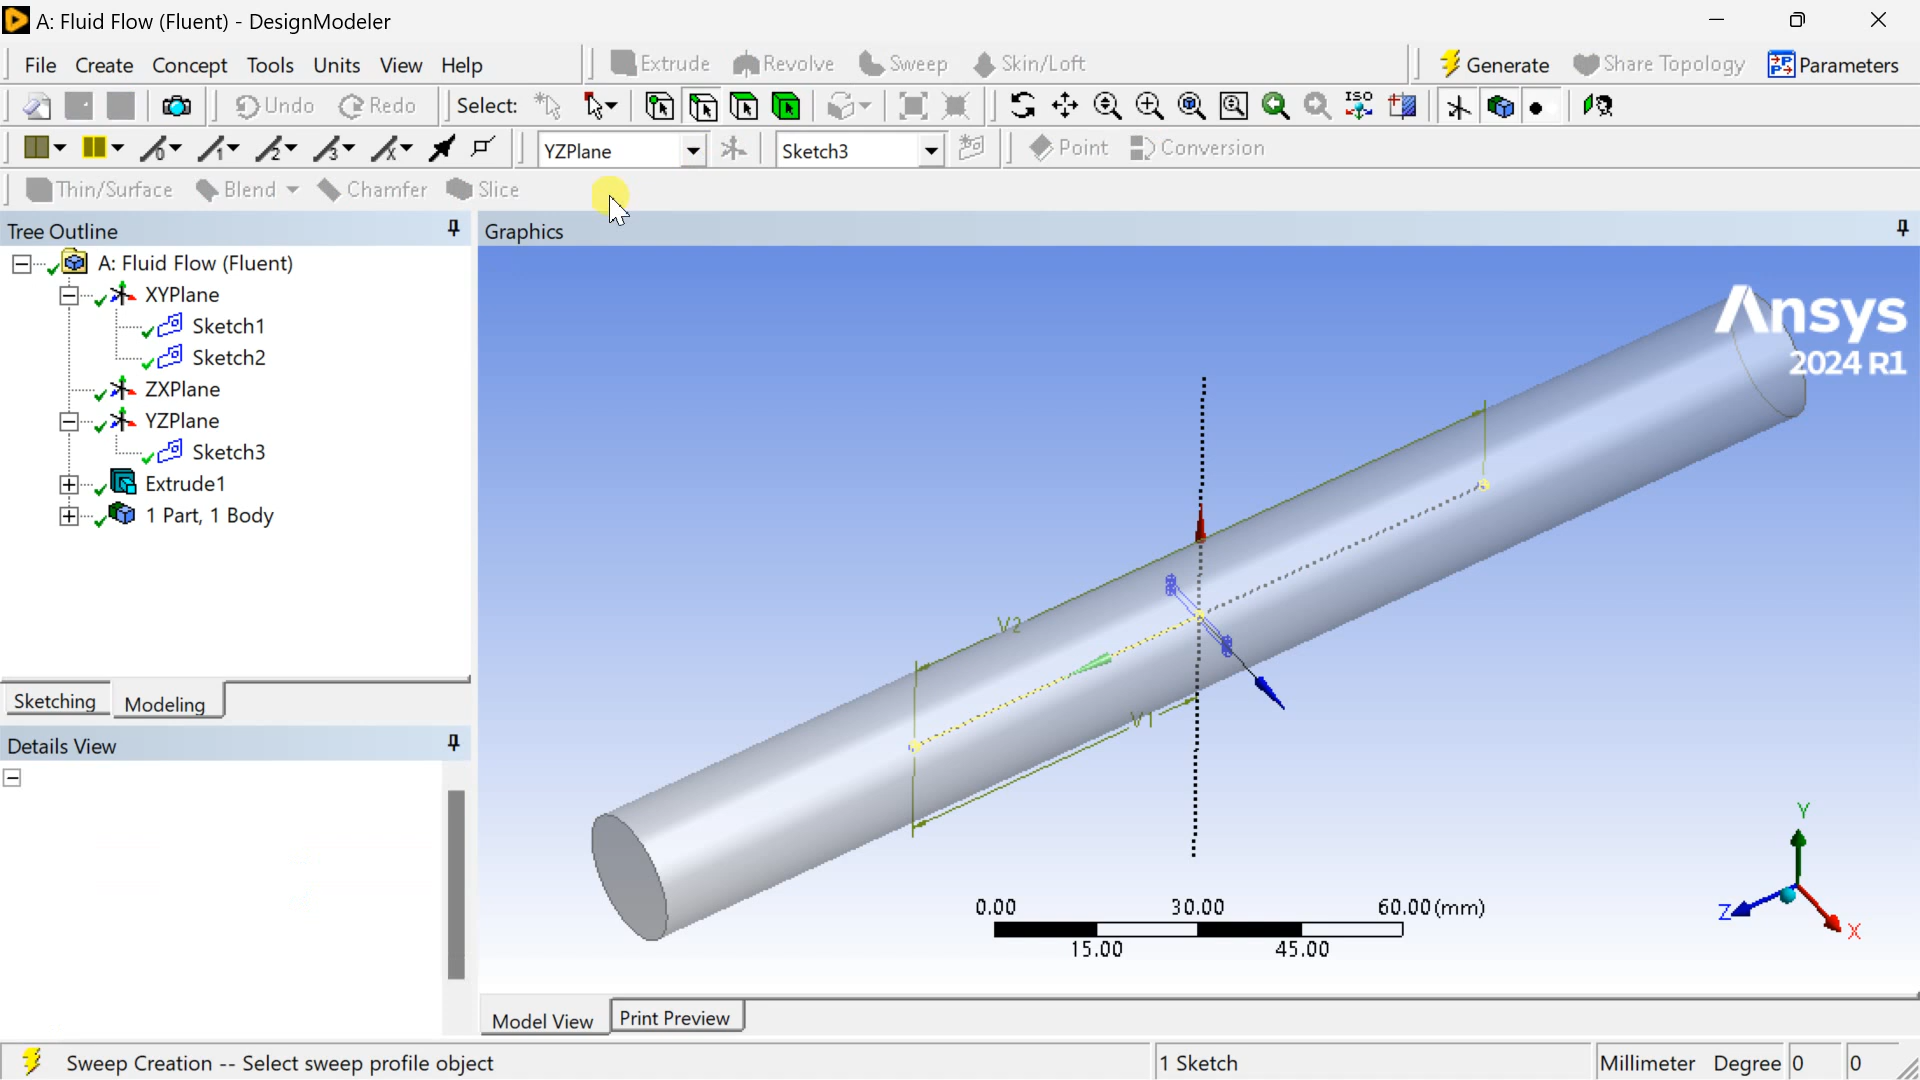 A: Fluid Flow (Fluent) - DesignModeler
File Create Concept Tools Units View Help
Extrude Revolve Sweep Skin/Loft
Generate Share Topology Parameters
Undo Redo
Select:
ISO
YZPlane
Sketch3
Point Conversion
Thin/Surface Blend Chamfer Slice
Tree Outline
A: Fluid Flow (Fluent)
XYPlane
Sketch1
Sketch2
ZXPlane
YZPlane
Sketch3
Extrude1
1 Part, 1 Body
Sketching Modeling
Details View
Graphics
Ansys
2024 R1
V2
V1
0.00 30.00 60.00 (mm)
15.00 45.00
Y
Z
X
Model View Print Preview
Sweep Creation -- Select sweep profile object
1 Sketch
Millimeter Degree 0 0